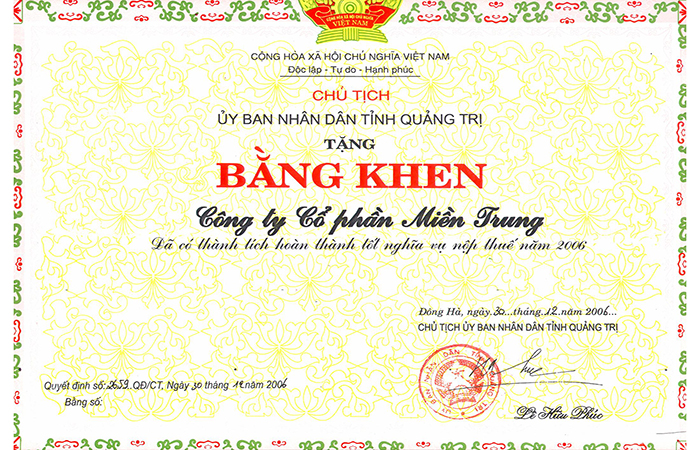 CỘNG HÒA XÃ HỘI CHỦ NGHĨA
VIỆT NAM
CỘNG HÒA XÃ HỘI CHỦ NGHĨA VIỆT NAM
Độc lập - Tự do - Hạnh phúc
CHỦ TỊCH
ỦY BAN NHÂN DÂN TỈNH QUẢNG TRỊ
TẶNG
BẰNG KHEN
Công ty Cổ phần Miền Trung
Đã có thành tích hoàn thành tốt nghĩa vụ nộp thuế năm 2006
Đông Hà, ngày.30...tháng.12.năm 2006...
CHỦ TỊCH ỦY BAN NHÂN DÂN TỈNH QUẢNG TRỊ
ỦY BAN NHÂN DÂN TỈNH QUẢNG TRỊ
Quyết định số:2659.QĐ/CT, Ngày 30 tháng 12 năm 2006
Bằng số:
Lê Hữu Phúc